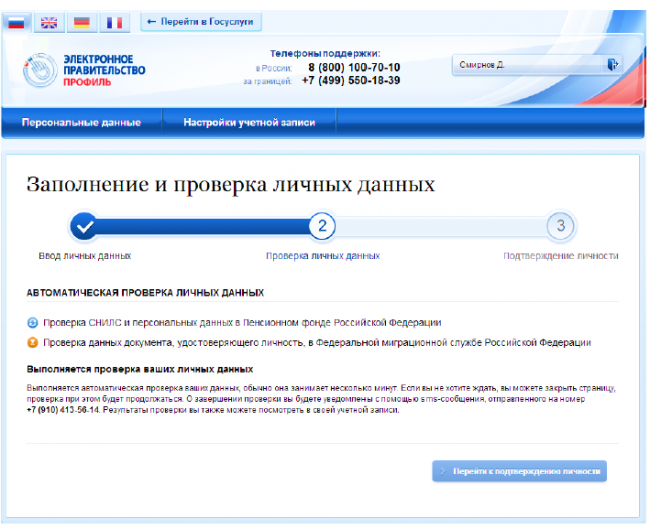 ← Перейти в Госуслуги
ЭЛЕКТРОННОЕ
ПРАВИТЕЛЬСТВО
ПРОФИЛЬ
Телефоны поддержки:
в России: 8 (800) 100-70-10
за границей: +7 (499) 550-18-39
Смирнов Д.
Персональные данные Настройки учетной записи
Заполнение и проверка личных данных
2 3
Ввод личных данных Проверка личных данных Подтверждение личности
АВТОМАТИЧЕСКАЯ ПРОВЕРКА ЛИЧНЫХ ДАННЫХ
Проверка СНИЛС и персональных данных в Пенсионном фонде Российской Федерации
Проверка данных документа, удостоверяющего личность, в Федеральной миграционной службе Российской Федерации
Выполняется проверка ваших личных данных
Выполняется автоматическая проверка ваших данных, обычно она занимает несколько минут. Если вы не хотите ждать, вы можете закрыть страницу,
проверка при этом будет продолжаться. О завершении проверки вы будете уведомлены с помощью sms-сообщения, отправленного на номер
+7 (910) 413-56-14. Результаты проверки вы также можете посмотреть в своей учетной записи.
Перейти к подтверждению личности